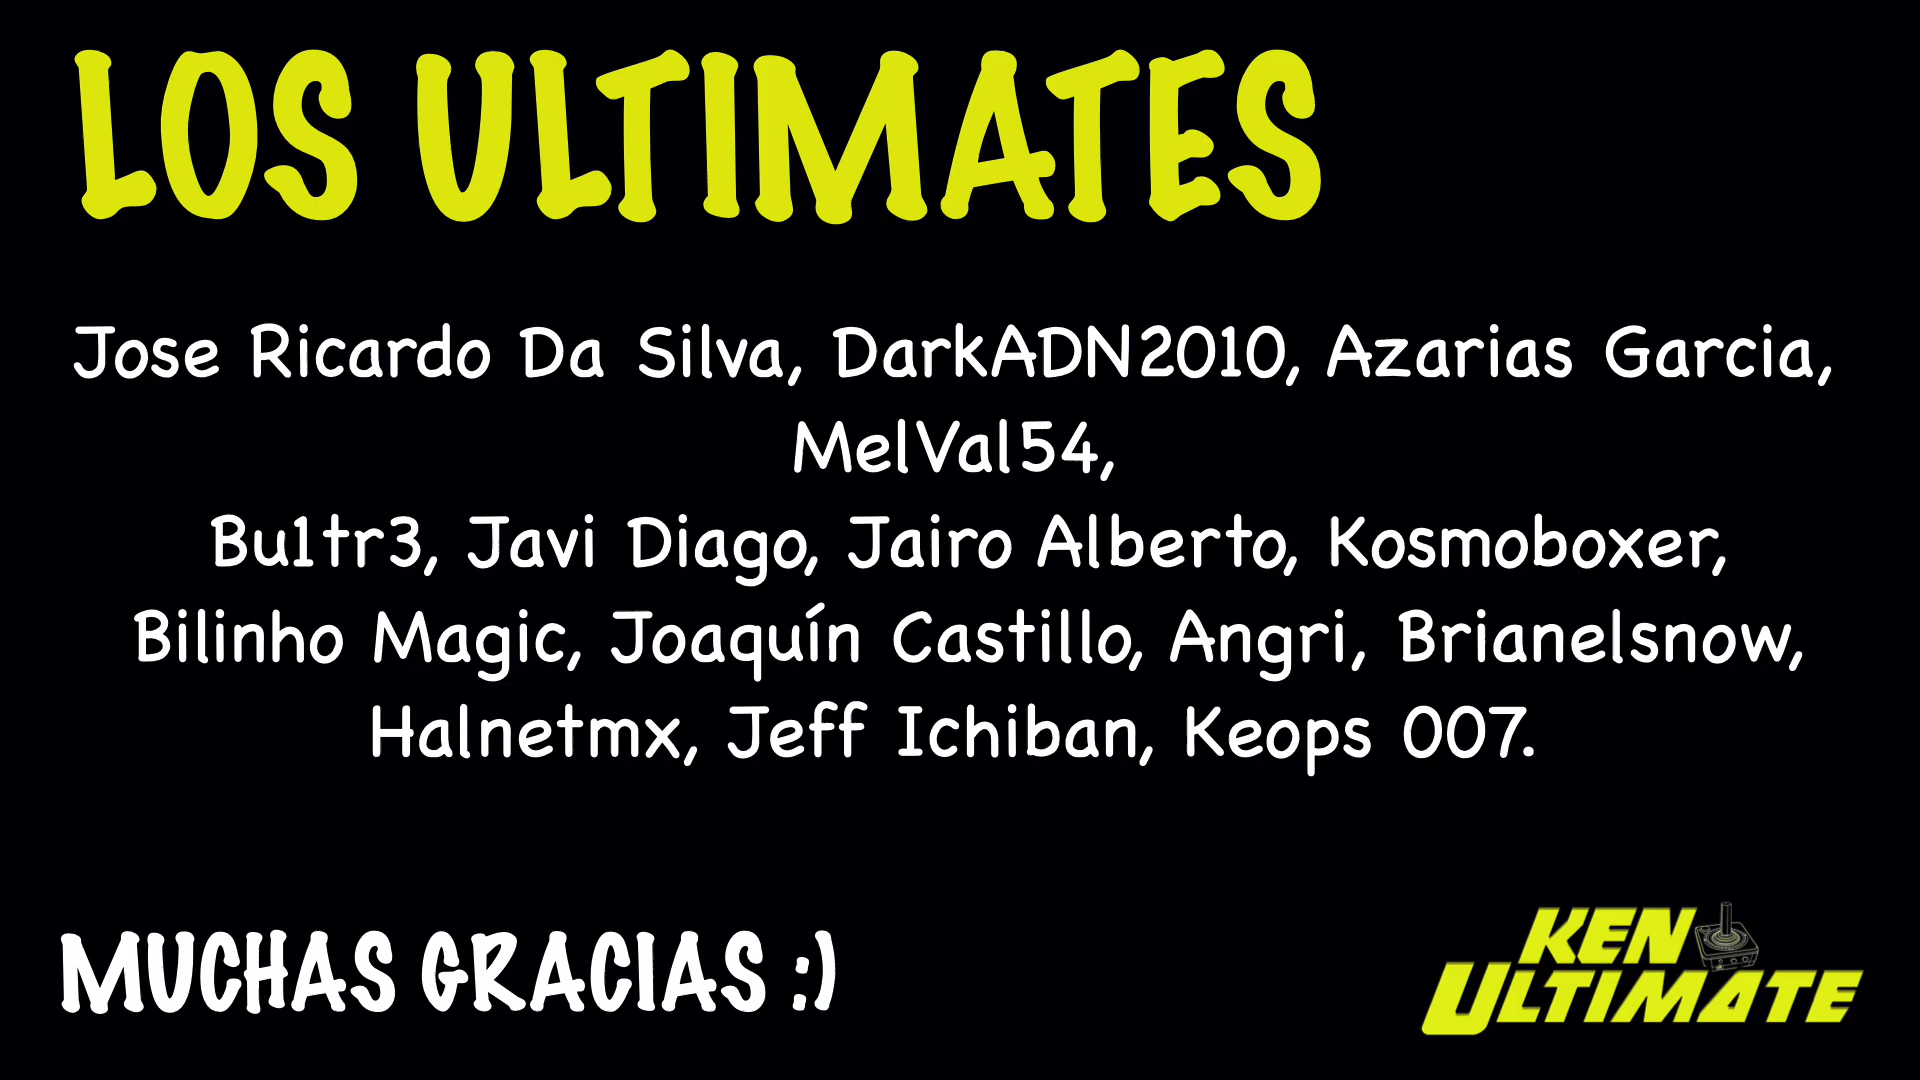 LOS ULTIMATES
Jose Ricardo Da Silva, DarkADN2010, Azarias Garcia,
MelVal54,
Bu1tr3, Javi Diago, Jairo Alberto, Kosmoboxer,
Bilinho Magic, Joaquín Castillo, Angri, Brianelsnow,
Halnetmx, Jeff Ichiban, Keops 007.
MUCHAS GRACIAS :)
KEN
ULTIMATE